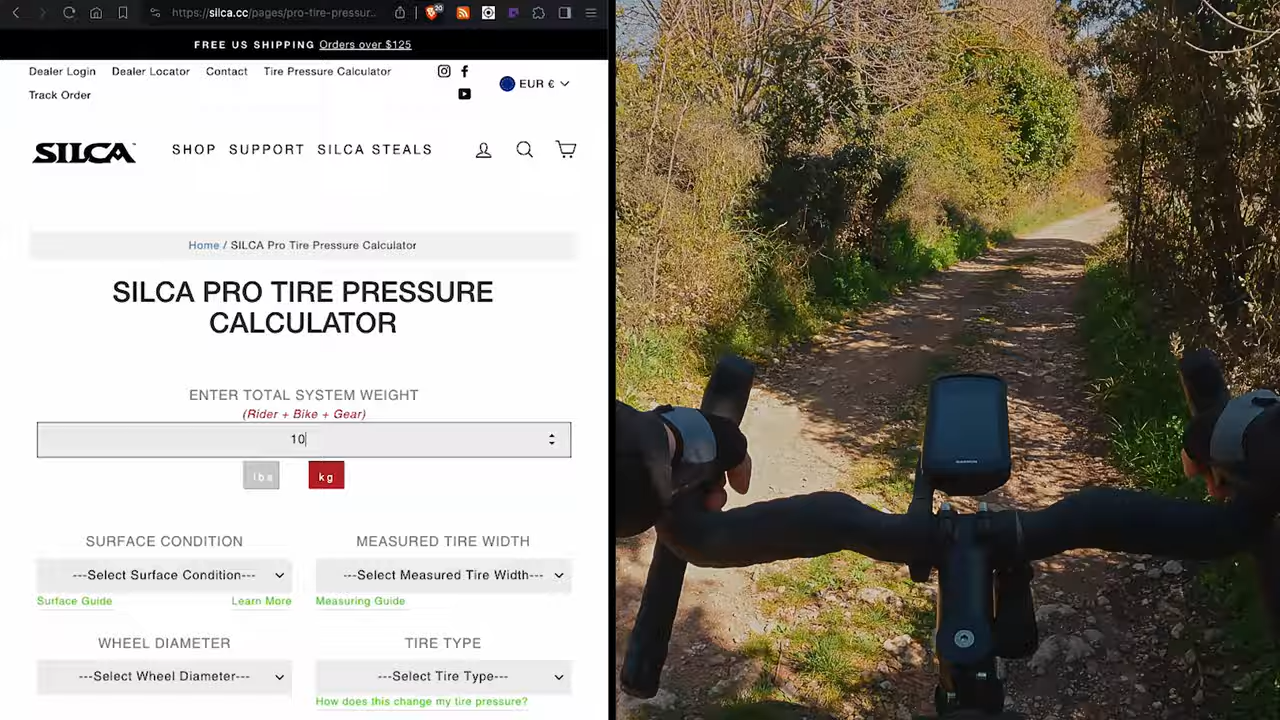 https://silca.cc/pages/pro-tire-pressur..
20
FREE US SHIPPING Orders over $125
Dealer Login Dealer Locator Contact Tire Pressure Calculator
Track Order
EUR €
SILCA
SHOP SUPPORT SILCA STEALS
Home / SILCA Pro Tire Pressure Calculator
SILCA PRO TIRE PRESSURE
CALCULATOR
ENTER TOTAL SYSTEM WEIGHT
(Rider + Bike + Gear)
10
lbs kg
SURFACE CONDITION MEASURED TIRE WIDTH
---Select Surface Condition--- ---Select Measured Tire Width---
Surface Guide Learn More Measuring Guide
WHEEL DIAMETER TIRE TYPE
---Select Wheel Diameter--- ---Select Tire Type---
How does this change my tire pressure?
GARMIN